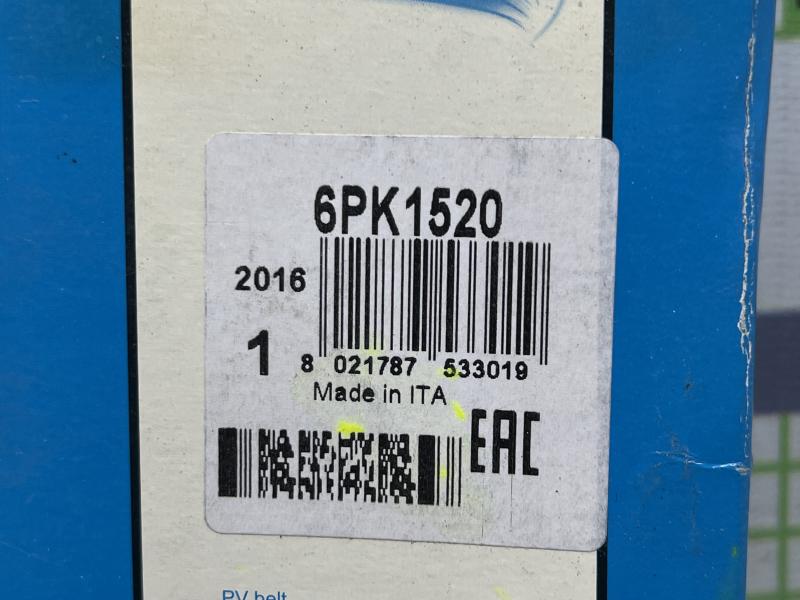 6PK1520
2016
1
8 021787 533019
Made in ITA
EAC
PV belt